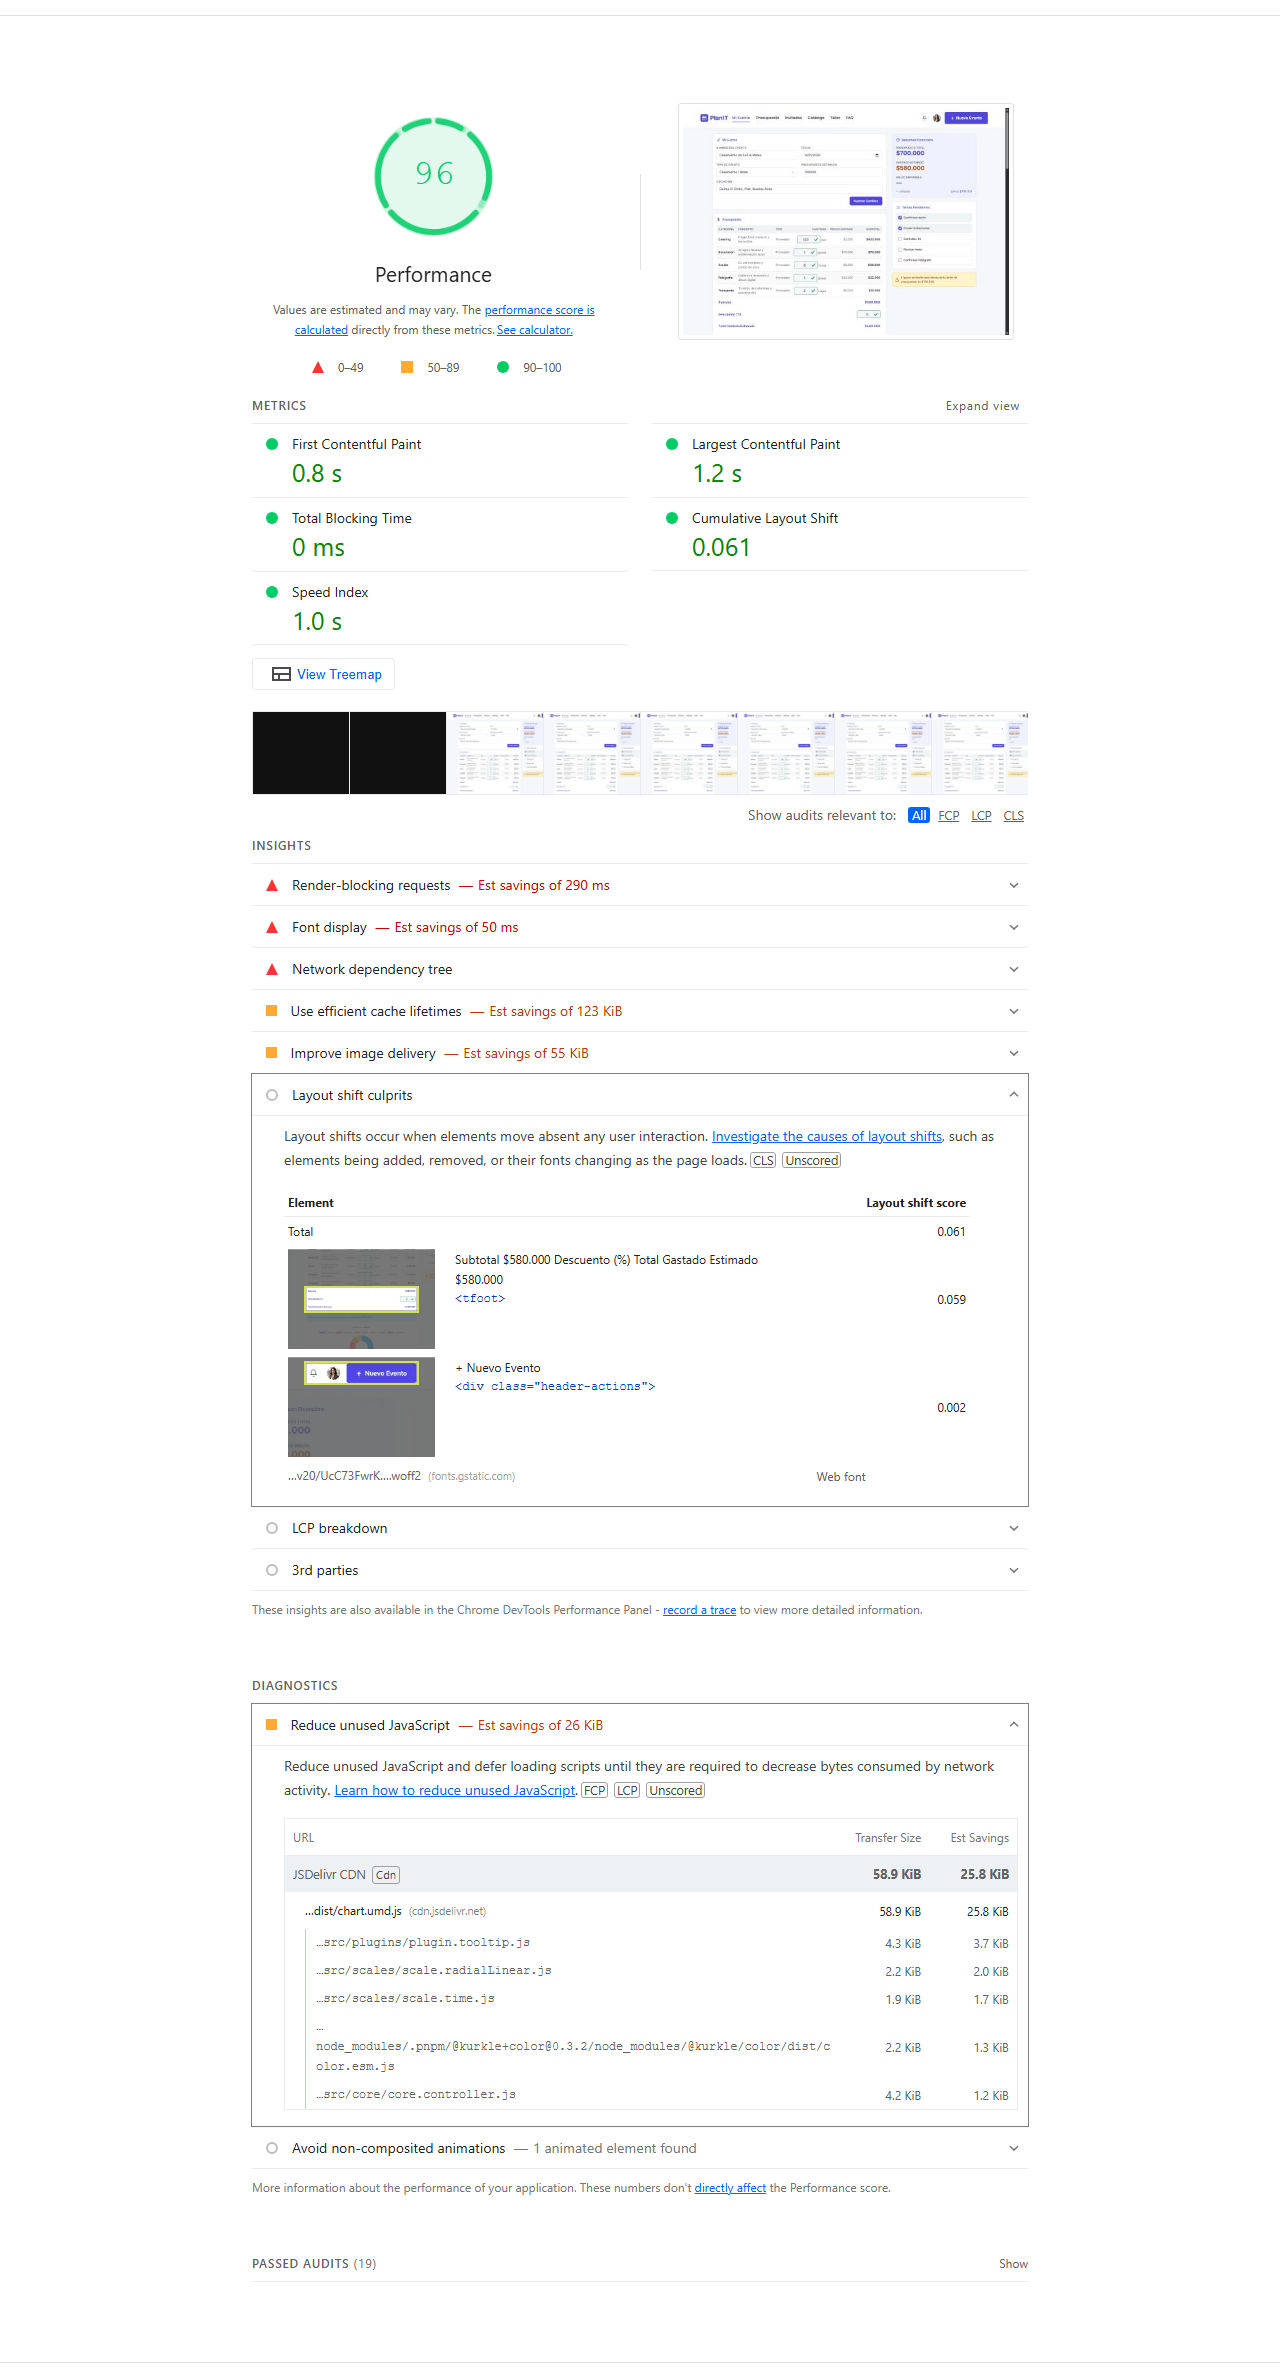 96
PlanIT Mi Evento Presupuesto Invitados Catálogo Taller FAQ + Nuevo Evento
$700.000
$580.000
Performance
Values are estimated and may vary. The performance score is
calculated directly from these metrics. See calculator.
0–49 50–89 90–100
METRICS Expand view
First Contentful Paint
0.8 s
Largest Contentful Paint
1.2 s
Total Blocking Time
0 ms
Cumulative Layout Shift
0.061
Speed Index
1.0 s
View Treemap
Show audits relevant to: All FCP LCP CLS
INSIGHTS
Render-blocking requests — Est savings of 290 ms
Font display — Est savings of 50 ms
Network dependency tree
Use efficient cache lifetimes — Est savings of 123 KiB
Improve image delivery — Est savings of 55 KiB
Layout shift culprits
Layout shifts occur when elements move absent any user interaction. Investigate the causes of layout shifts, such as
elements being added, removed, or their fonts changing as the page loads. CLS Unscored
Element Layout shift score
Total 0.061
Subtotal $580.000 Descuento (%) Total Gastado Estimado
$580.000
<tfoot>
0.059
+ Nuevo Evento
+ Nuevo Evento
<div class="header-actions">
0.002
...v20/UcC73FwrK....woff2 (fonts.gstatic.com) Web font
LCP breakdown
3rd parties
These insights are also available in the Chrome DevTools Performance Panel - record a trace to view more detailed information.
DIAGNOSTICS
Reduce unused JavaScript — Est savings of 26 KiB
Reduce unused JavaScript and defer loading scripts until they are required to decrease bytes consumed by network
activity. Learn how to reduce unused JavaScript. FCP LCP Unscored
URL Transfer Size Est Savings
JSDelivr CDN Cdn 58.9 KiB 25.8 KiB
...dist/chart.umd.js (cdn.jsdelivr.net) 58.9 KiB 25.8 KiB
…src/plugins/plugin.tooltip.js 4.3 KiB 3.7 KiB
…src/scales/scale.radialLinear.js 2.2 KiB 2.0 KiB
…src/scales/scale.time.js 1.9 KiB 1.7 KiB
…
node_modules/.pnpm/@kurkle+color@0.3.2/node_modules/@kurkle/color/dist/c 2.2 KiB 1.3 KiB
olor.esm.js
…src/core/core.controller.js 4.2 KiB 1.2 KiB
Avoid non-composited animations — 1 animated element found
More information about the performance of your application. These numbers don't directly affect the Performance score.
PASSED AUDITS (19) Show